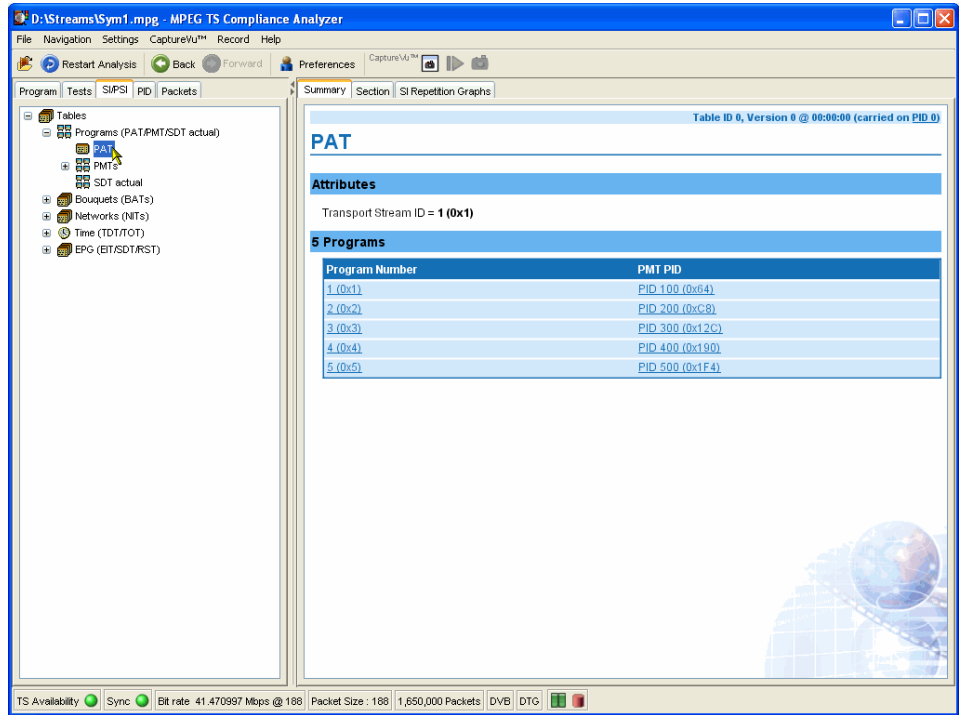 D:\Streams\Sym1.mpg - MPEG TS Compliance Analyzer
File Navigation Settings CaptureVu™ Record Help
Restart Analysis Back Forward Preferences CaptureVu™
Program Tests SI/PSI PID Packets
Summary Section SI Repetition Graphs
Tables
Programs (PAT/PMT/SDT actual)
PAT
PMTs
SDT actual
Bouquets (BATs)
Networks (NITs)
Time (TDT/TOT)
EPG (EIT/SDT/RST)
Table ID 0, Version 0 @ 00:00:00 (carried on PID 0)
PAT
Attributes
Transport Stream ID = 1 (0x1)
5 Programs
Program Number PMT PID
1 (0x1) PID 100 (0x64)
2 (0x2) PID 200 (0xC8)
3 (0x3) PID 300 (0x12C)
4 (0x4) PID 400 (0x190)
5 (0x5) PID 500 (0x1F4)
TS Availability Sync Bit rate 41.470997 Mbps @ 188 Packet Size : 188 1,650,000 Packets DVB DTG